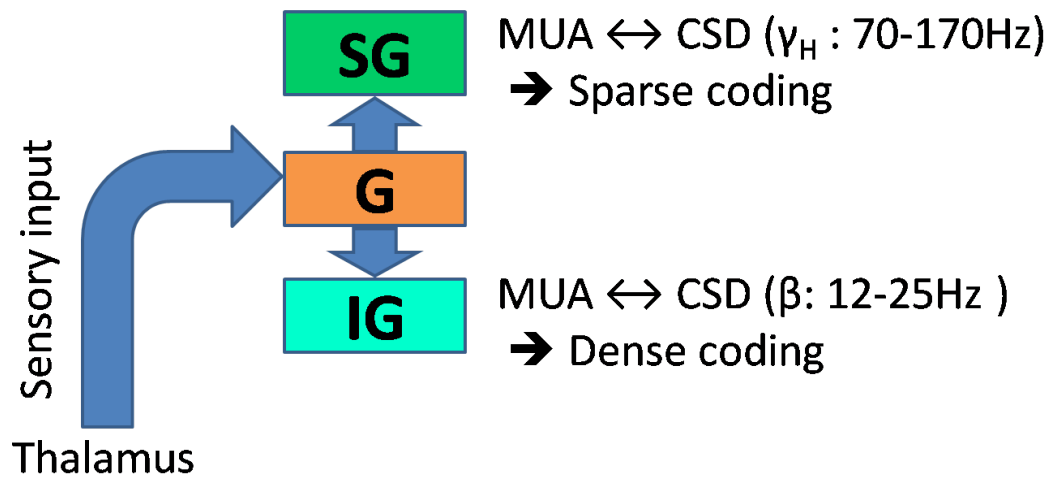 SG
MUA ↔ CSD (γH : 70-170Hz)
➔ Sparse coding
G
Sensory input
IG
MUA ↔ CSD (β: 12-25Hz )
➔ Dense coding
Thalamus